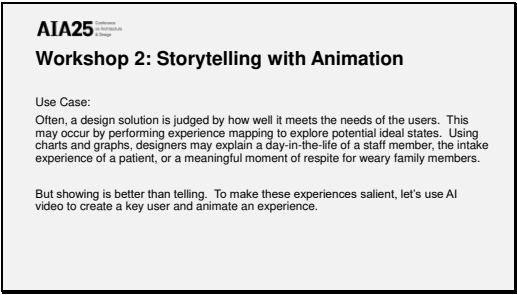 AIA25 Conference
on Architecture
& Design
Workshop 2: Storytelling with Animation
Use Case:
Often, a design solution is judged by how well it meets the needs of the users.  This
may occur by performing experience mapping to explore potential ideal states.  Using
charts and graphs, designers may explain a day-in-the-life of a staff member, the intake
experience of a patient, or a meaningful moment of respite for weary family members.
But showing is better than telling.  To make these experiences salient, let's use AI
video to create a key user and animate an experience.